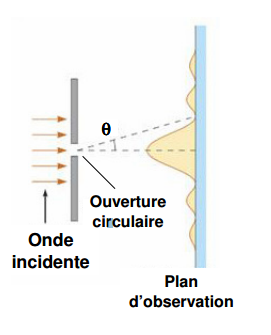 θ
Ouverture
circulaire
Onde
incidente
Plan
d'observation